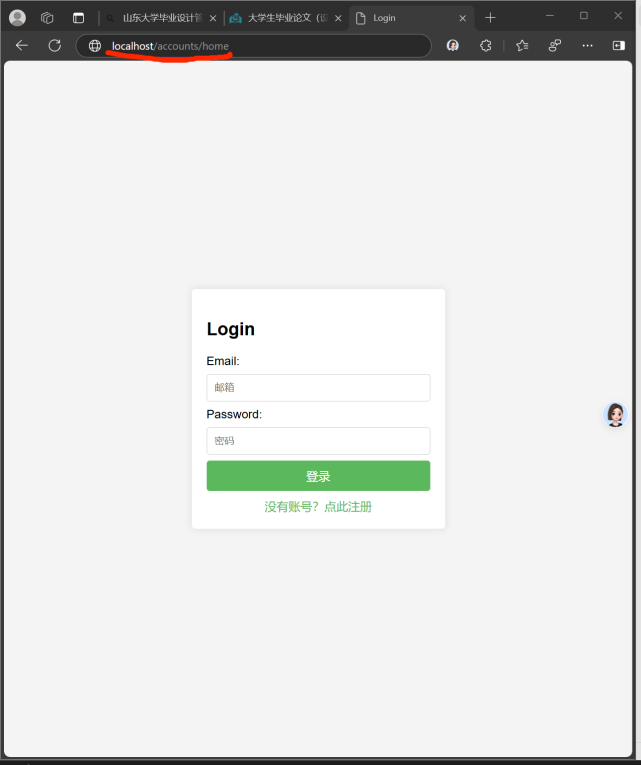 山东大学毕业设计管
大学生毕业论文（设
Login
localhost/accounts/home
Login
Email:
邮箱
Password:
密码
登录
没有账号？点此注册